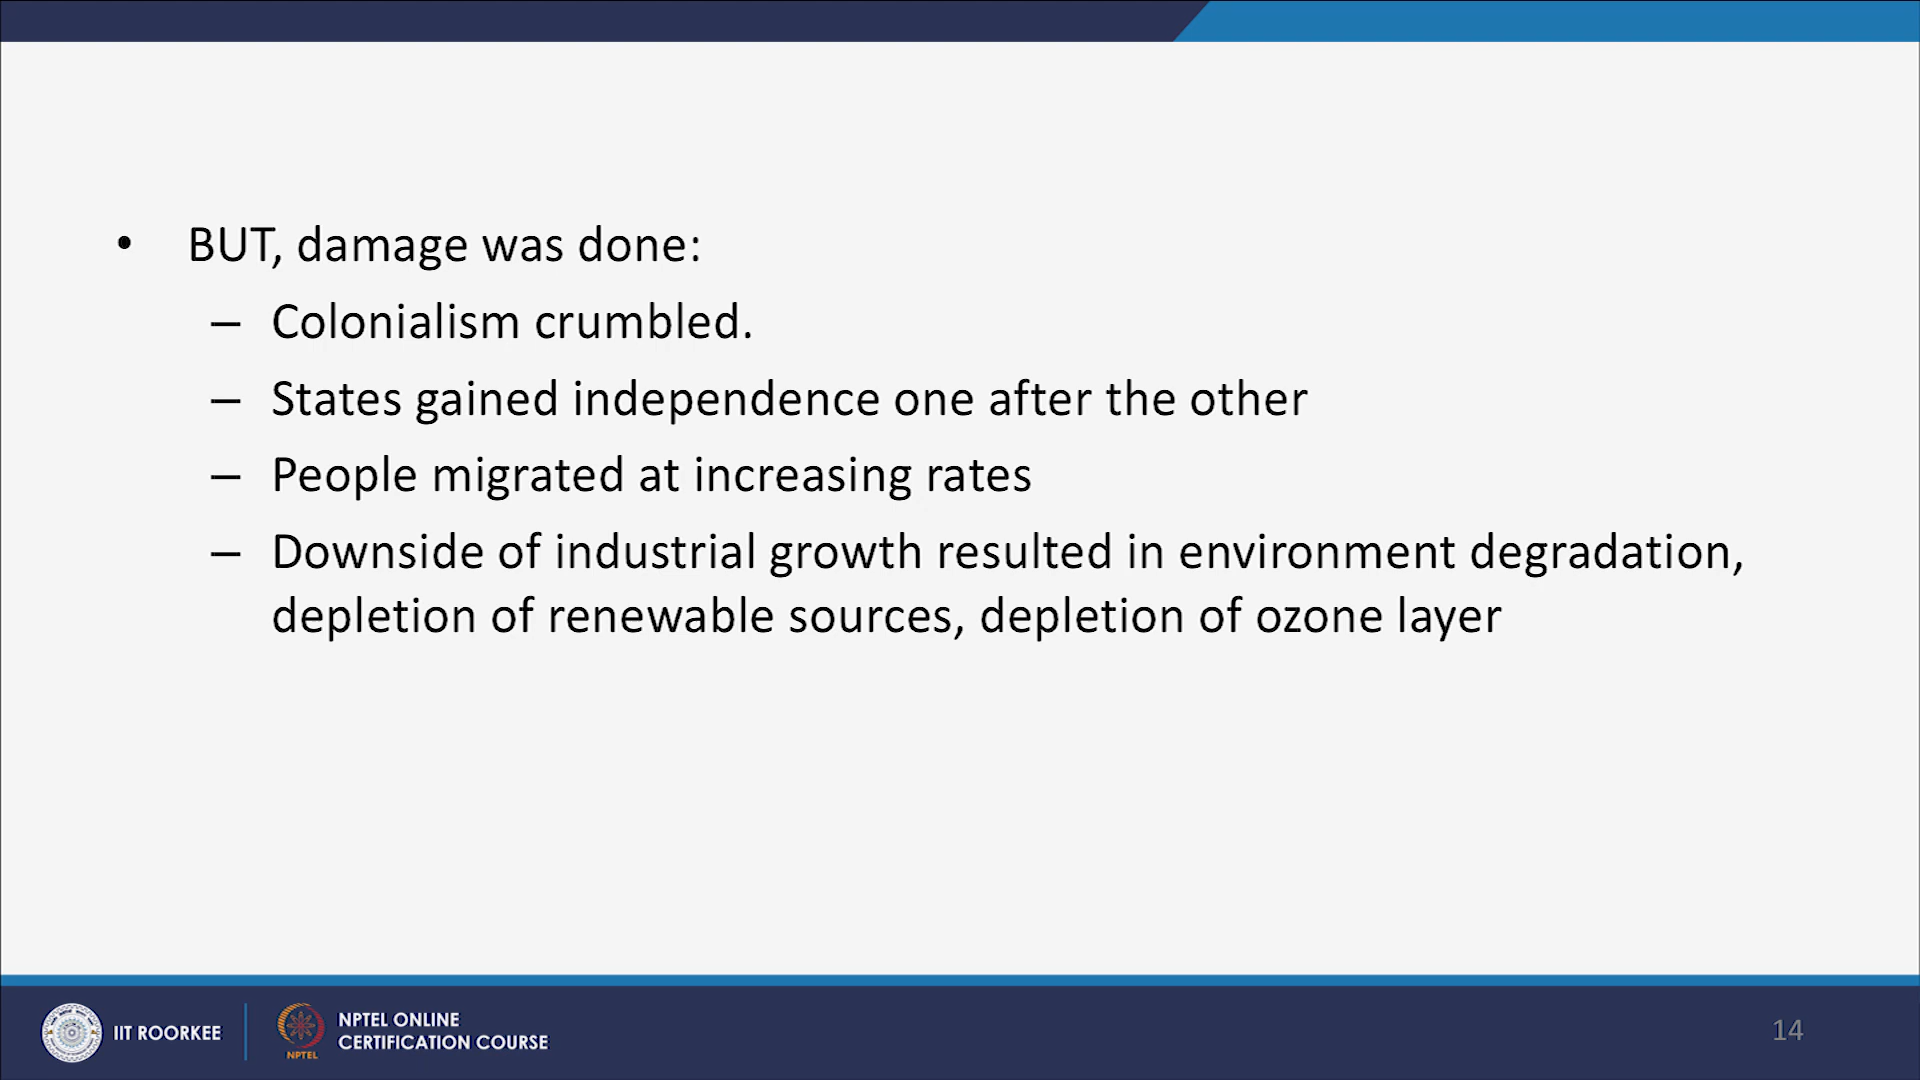 • BUT, damage was done:
– Colonialism crumbled.
– States gained independence one after the other
– People migrated at increasing rates
– Downside of industrial growth resulted in environment degradation,
depletion of renewable sources, depletion of ozone layer
IIT ROORKEE
NPTEL
NPTEL ONLINE
CERTIFICATION COURSE
14